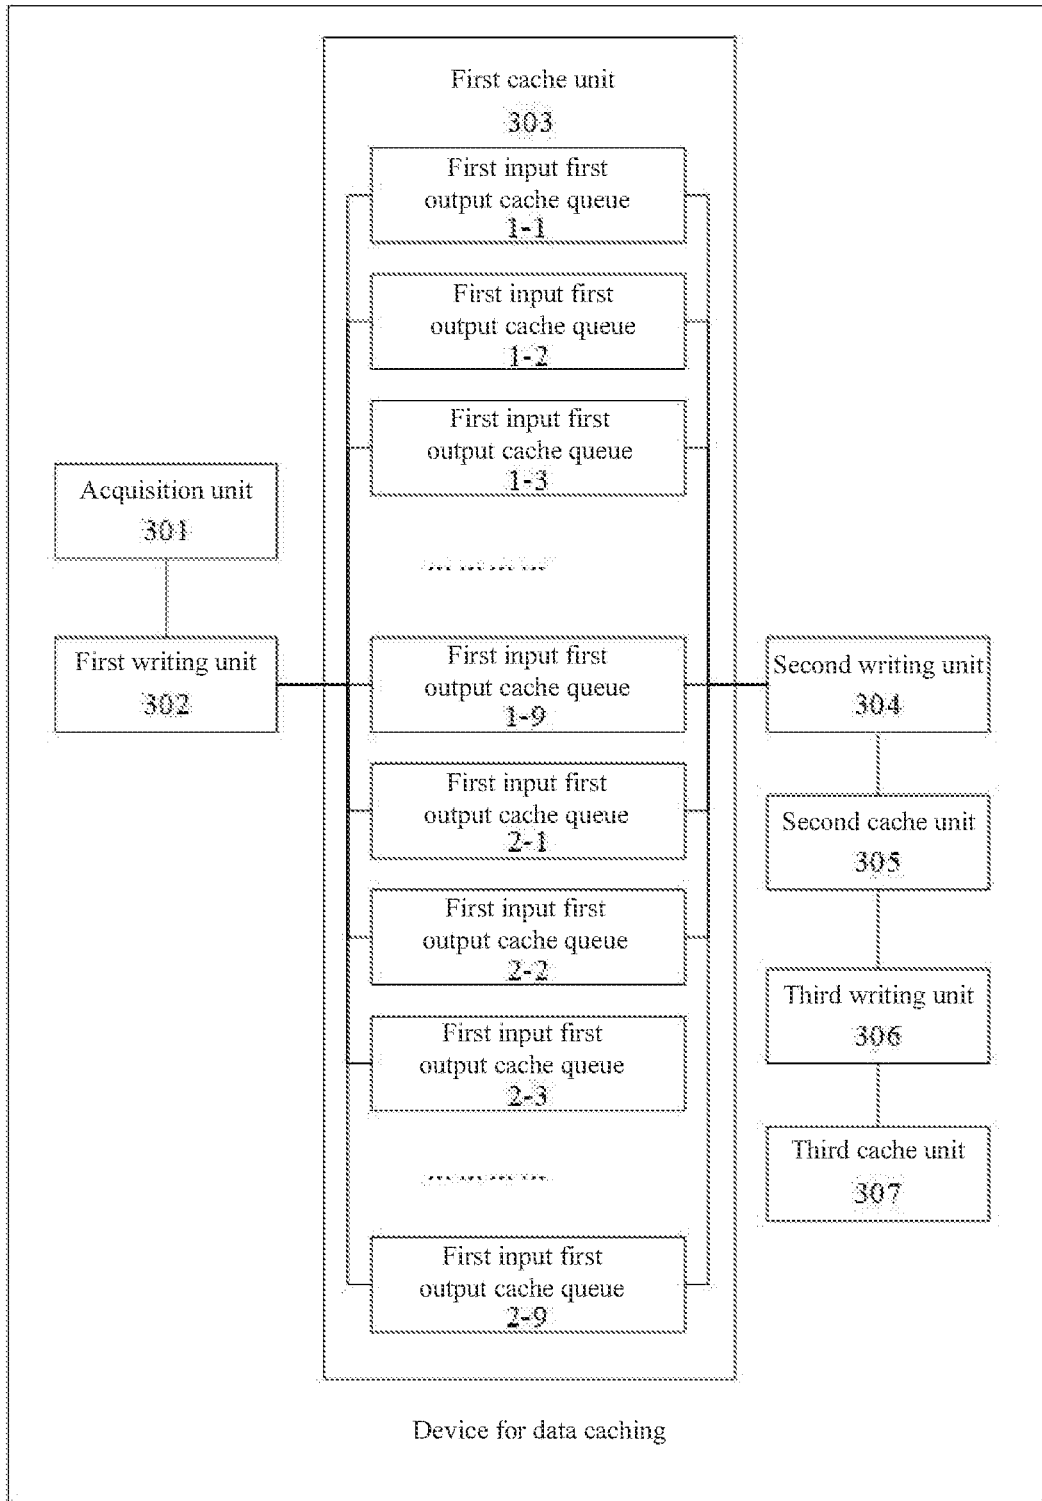 First cache unit
303
First input first
output cache queue
1-1
First input first
output cache queue
1-2
First input first
output cache queue
1-3
Acquisition unit
301
... ... ... ...
First writing unit
302
First input first
output cache queue
1-9
Second writing unit
304
First input first
output cache queue
2-1
Second cache unit
305
First input first
output cache queue
2-2
Third writing unit
306
First input first
output cache queue
2-3
Third cache unit
307
... ... ... ...
First input first
output cache queue
2-9
Device for data caching